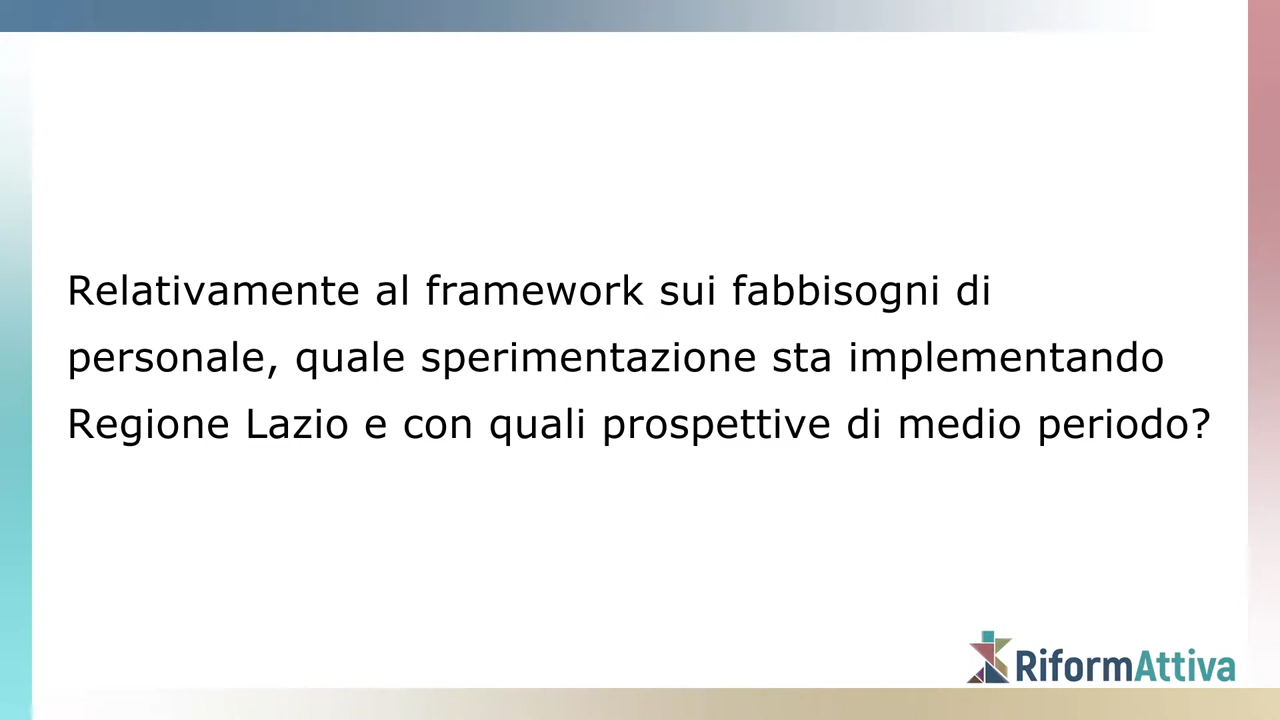 Relativamente al framework sui fabbisogni di
personale, quale sperimentazione sta implementando
Regione Lazio e con quali prospettive di medio periodo?
RiformAttiva